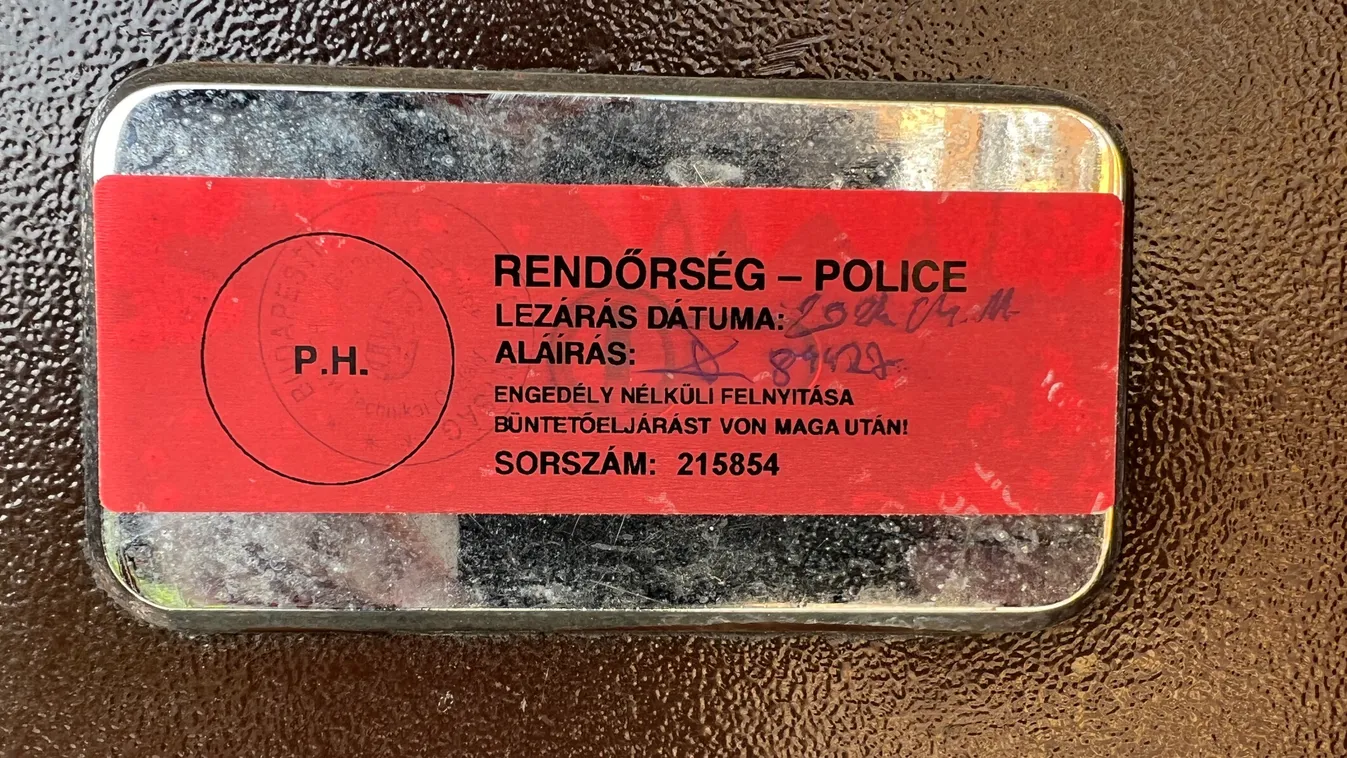 P.H.
RENDŐRSÉG – POLICE
LEZÁRÁS DÁTUMA:
ALÁÍRÁS:
ENGEDÉLY NÉLKÜLI FELNYITÁSA
BÜNTETŐELJÁRÁST VON MAGA UTÁN!
SORSZÁM: 215854